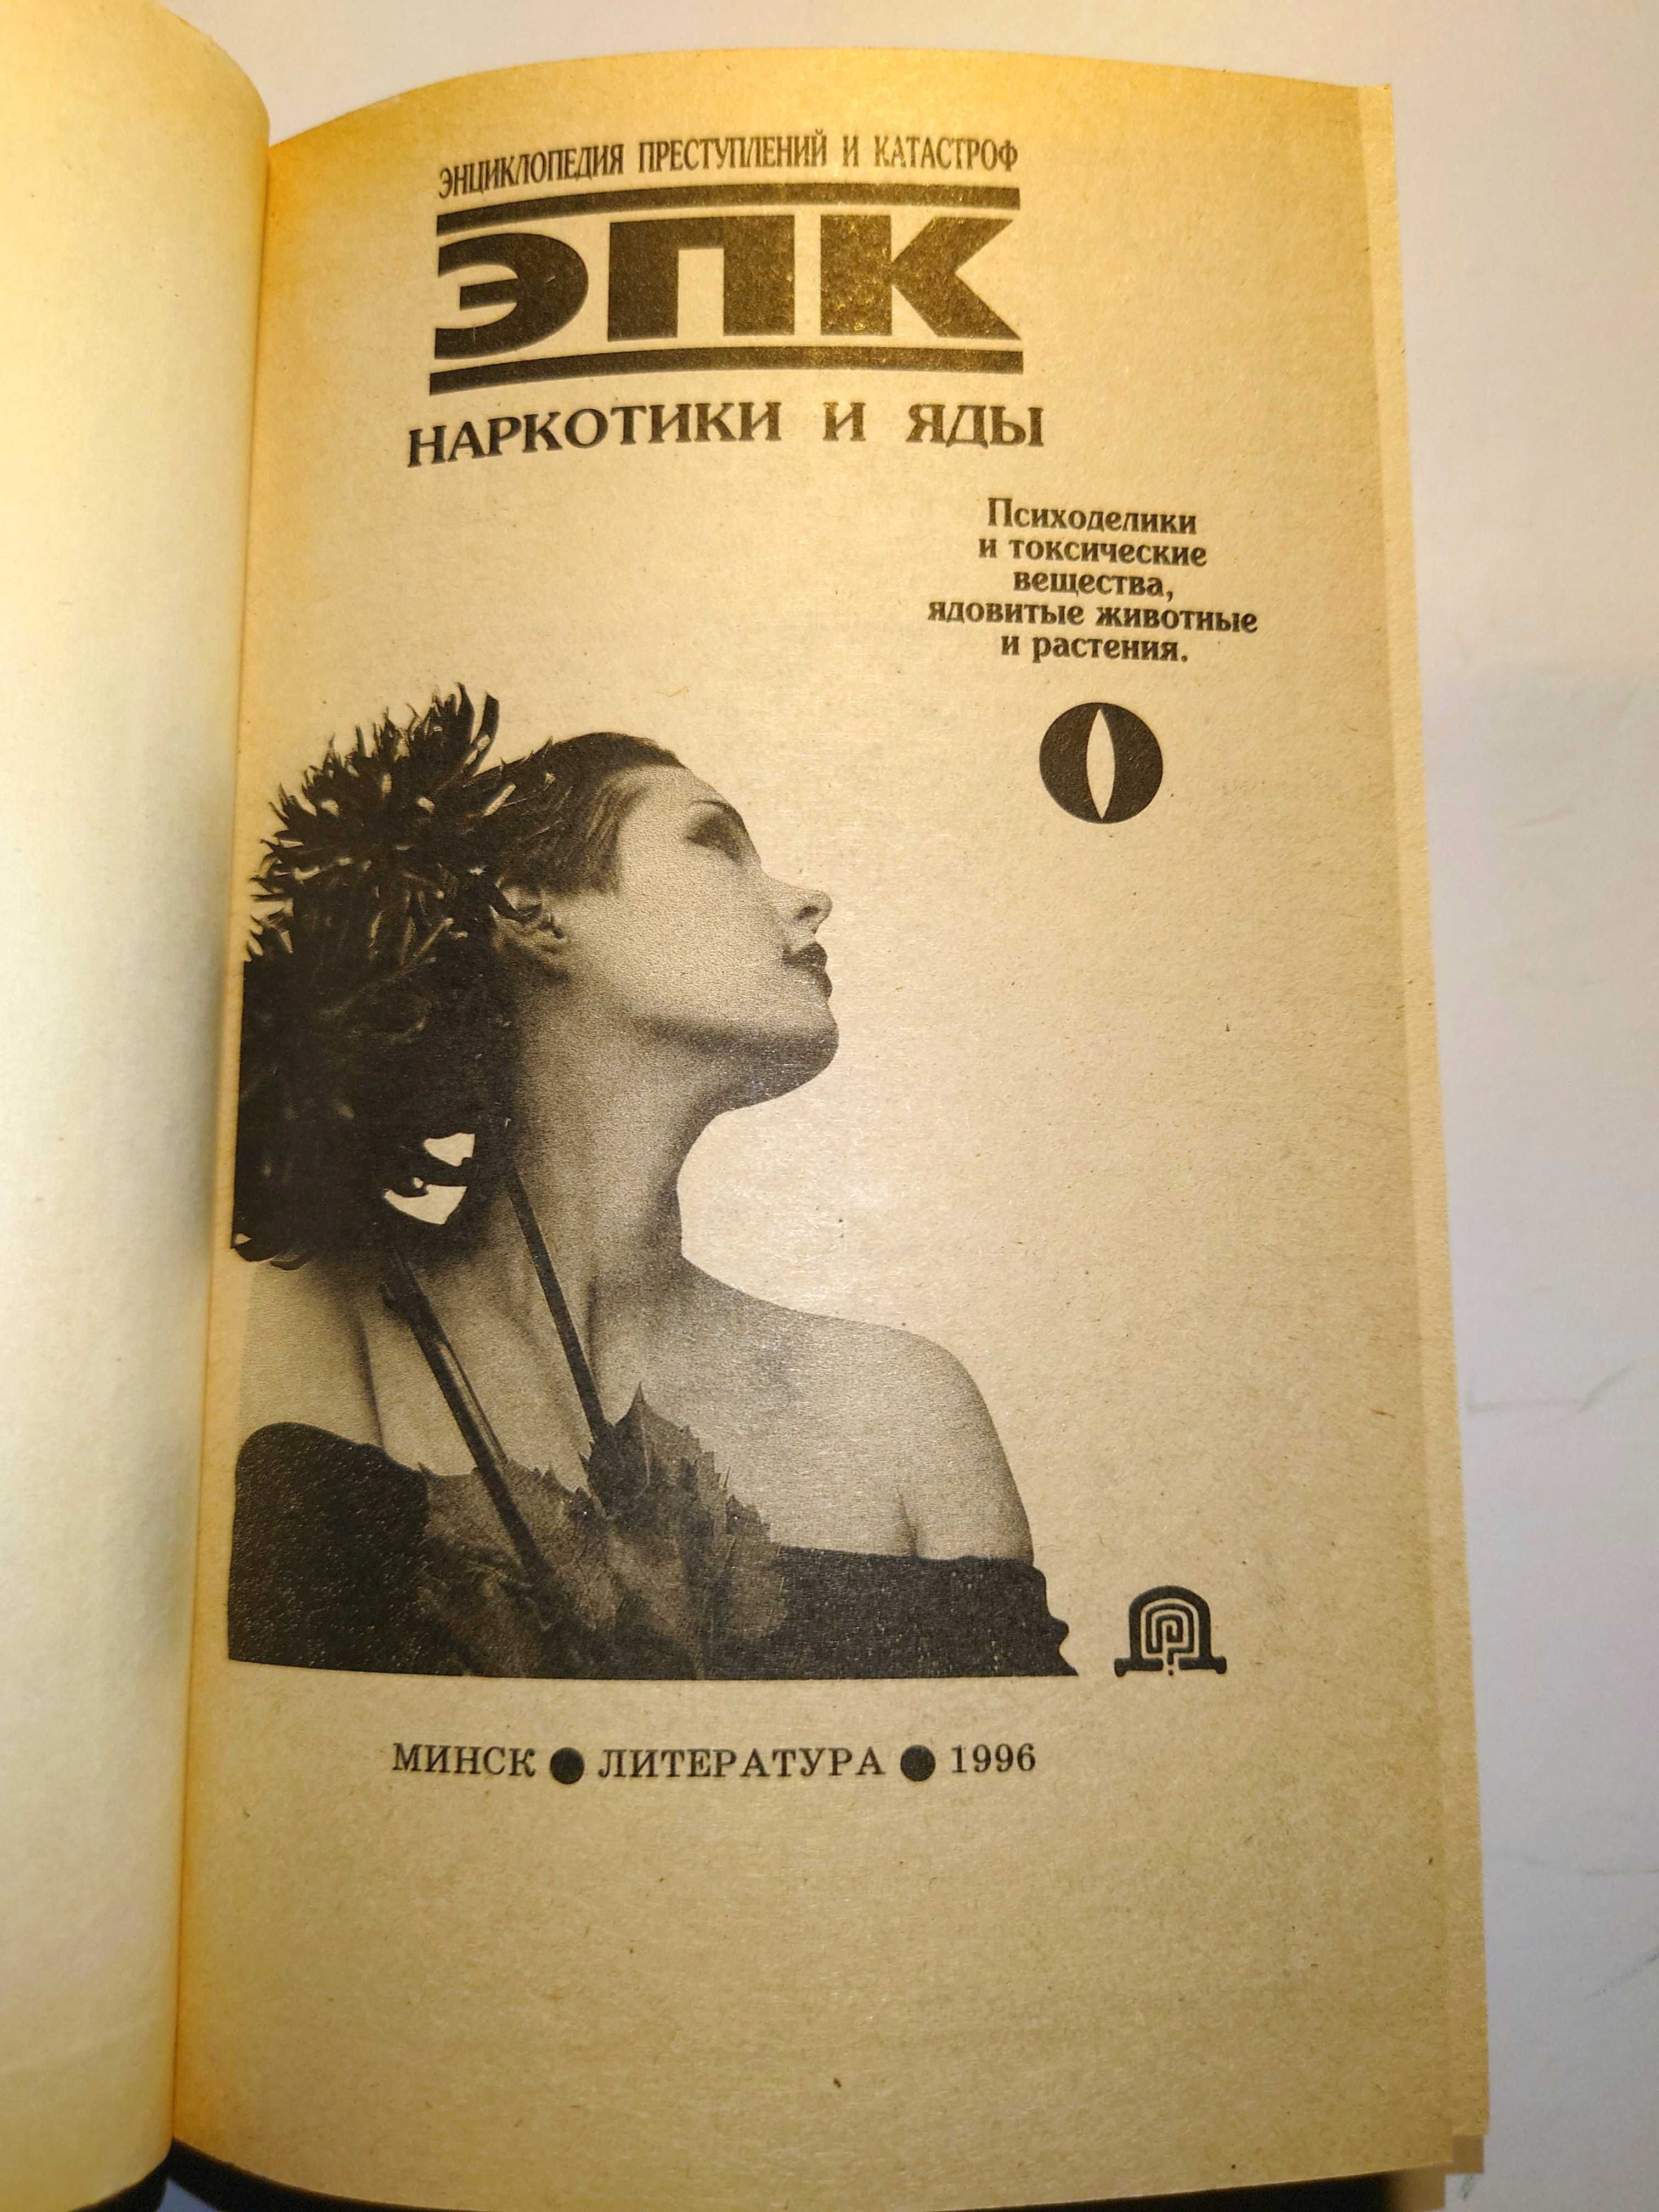 ЭНЦИКЛОПЕДИЯ ПРЕСТУПЛЕНИЙ И КАТАСТРОФ
ЭПК
НАРКОТИКИ И ЯДЫ
Психоделики
и токсические
вещества,
ядовитые животные
и растения.
МИНСК ● ЛИТЕРАТУРА ● 1996